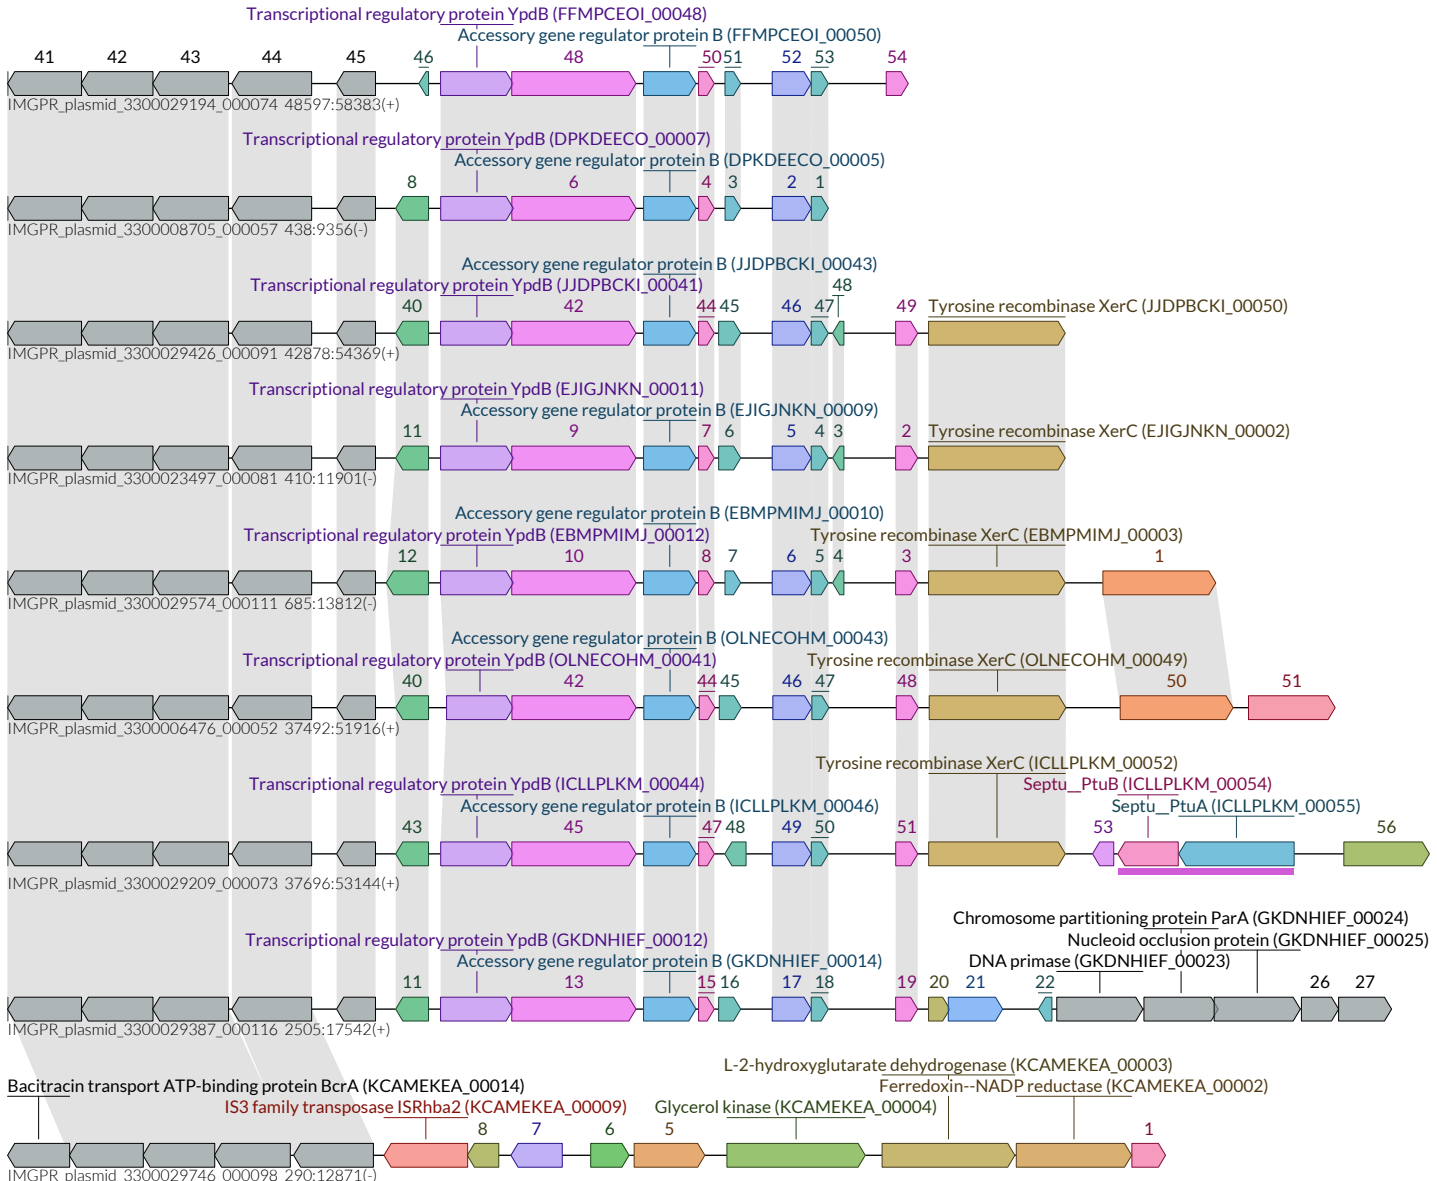 Transcriptional regulatory protein YpdB (FFMPCEOI_00048)
Accessory gene regulator protein B (FFMPCEOI_00050)
41 42 43 44 45 46 48 50 51 52 53 54
IMGPR_plasmid_3300029194_000074 48597:58383(+)
Transcriptional regulatory protein YpdB (DPKDEECO_00007)
Accessory gene regulator protein B (DPKDEECO_00005)
8 6 4 3 2 1
IMGPR_plasmid_3300008705_000057 438:9356(-)
Accessory gene regulator protein B (JJDPBCKI_00043)
Transcriptional regulatory protein YpdB (JJDPBCKI_00041) 48
40 42 44 45 46 47 49 Tyrosine recombinase XerC (JJDPBCKI_00050)
IMGPR_plasmid_3300029426_000091 42878:54369(+)
Transcriptional regulatory protein YpdB (EJIGJNKN_00011)
Accessory gene regulator protein B (EJIGJNKN_00009)
11 9 7 6 5 4 3 2 Tyrosine recombinase XerC (EJIGJNKN_00002)
IMGPR_plasmid_3300023497_000081 410:11901(-)
Accessory gene regulator protein B (EBMPMIMJ_00010)
Transcriptional regulatory protein YpdB (EBMPMIMJ_00012) Tyrosine recombinase XerC (EBMPMIMJ_00003)
12 10 8 7 6 5 4 3 1
IMGPR_plasmid_3300029574_000111 685:13812(-)
Accessory gene regulator protein B (OLNECOHM_00043)
Transcriptional regulatory protein YpdB (OLNECOHM_00041) Tyrosine recombinase XerC (OLNECOHM_00049)
40 42 44 45 46 47 48 50 51
IMGPR_plasmid_3300006476_000052 37492:51916(+)
Tyrosine recombinase XerC (ICLLPLKM_00052)
Transcriptional regulatory protein YpdB (ICLLPLKM_00044) Septu__PtuB (ICLLPLKM_00054)
Accessory gene regulator protein B (ICLLPLKM_00046) Septu__PtuA (ICLLPLKM_00055)
43 45 47 48 49 50 51 53 56
IMGPR_plasmid_3300029209_000073 37696:53144(+)
Chromosome partitioning protein ParA (GKDNHIEF_00024)
Transcriptional regulatory protein YpdB (GKDNHIEF_00012) Nucleoid occlusion protein (GKDNHIEF_00025)
Accessory gene regulator protein B (GKDNHIEF_00014) DNA primase (GKDNHIEF_00023)
11 13 15 16 17 18 19 20 21 22 26 27
IMGPR_plasmid_3300029387_000116 2505:17542(+)
L-2-hydroxyglutarate dehydrogenase (KCAMEKEA_00003)
Bacitracin transport ATP-binding protein BcrA (KCAMEKEA_00014) Ferredoxin--NADP reductase (KCAMEKEA_00002)
IS3 family transposase ISRhba2 (KCAMEKEA_00009) Glycerol kinase (KCAMEKEA_00004)
8 7 6 5 1
IMGPR_plasmid_3300029746_000098 290:12871(-)